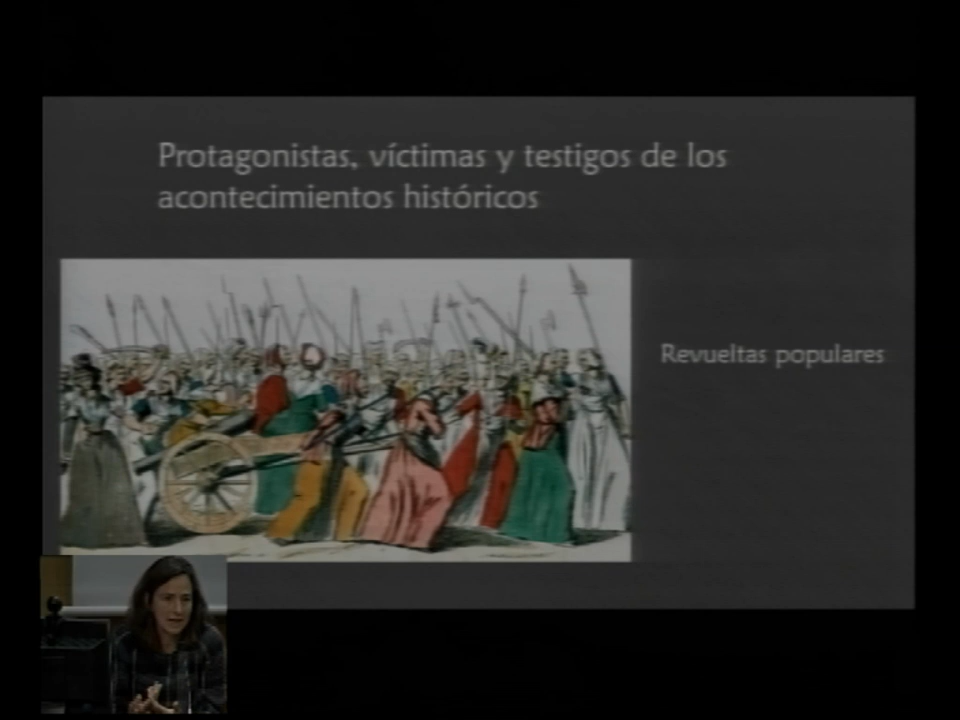 Protagonistas, víctimas y testigos de los
acontecimientos históricos
Revueltas populares